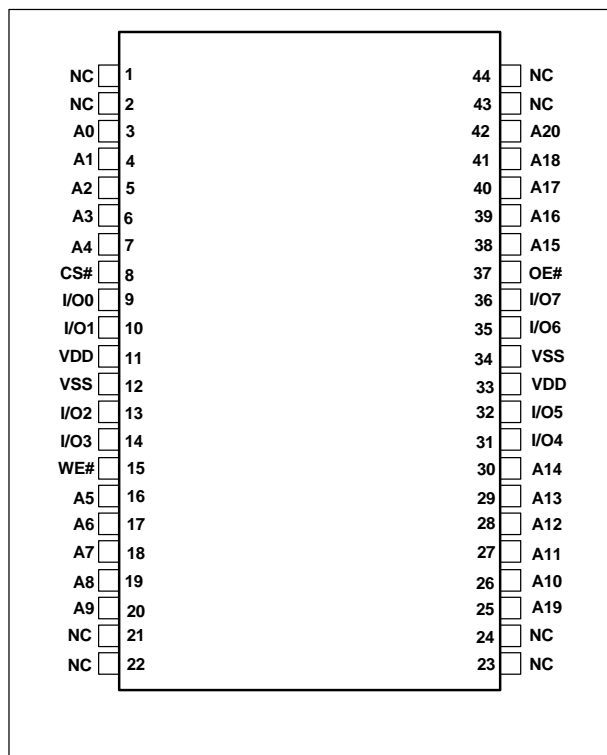 NC 1 44 NC
NC 2 43 NC
A0 3 42 A20
A1 4 41 A18
A2 5 40 A17
A3 6 39 A16
A4 7 38 A15
CS# 8 37 OE#
I/O0 9 36 I/O7
I/O1 10 35 I/O6
VDD 11 34 VSS
VSS 12 33 VDD
I/O2 13 32 I/O5
I/O3 14 31 I/O4
WE# 15 30 A14
A5 16 29 A13
A6 17 28 A12
A7 18 27 A11
A8 19 26 A10
A9 20 25 A19
NC 21 24 NC
NC 22 23 NC